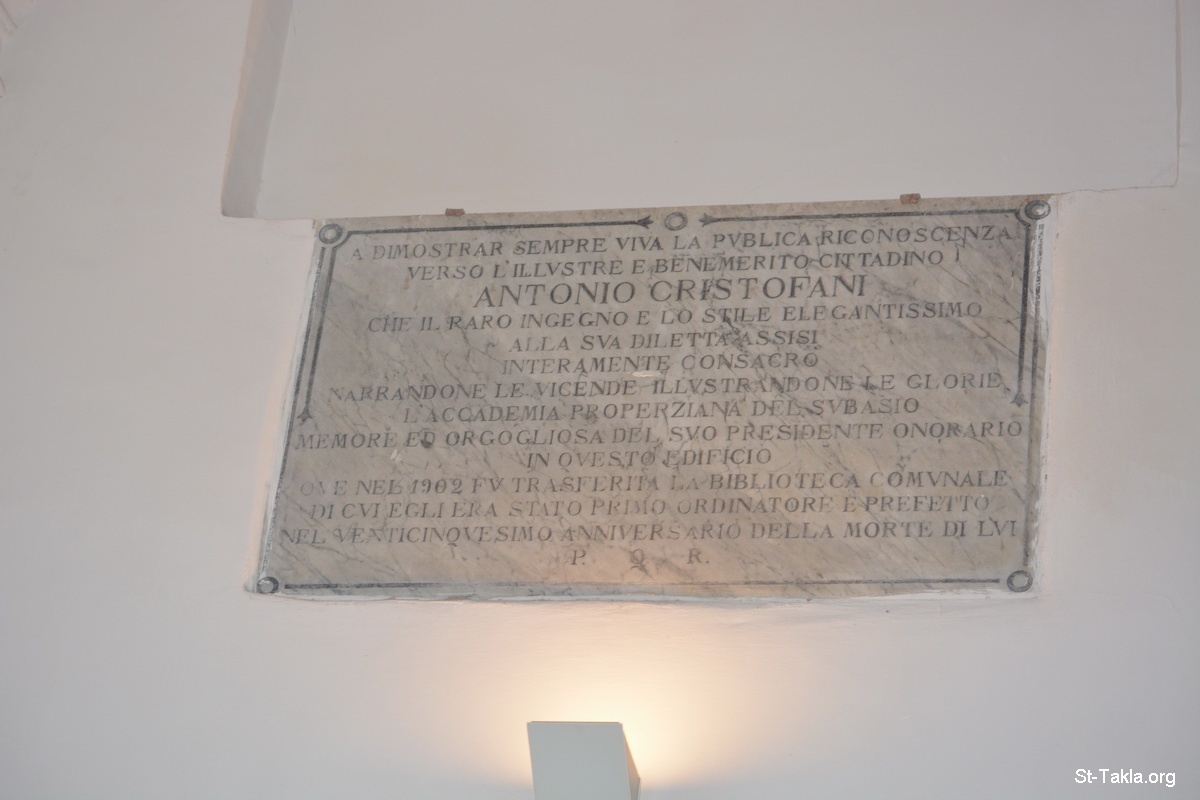 A DIMOSTRAR SEMPRE VIVA LA PVBLICA RICONOSCENZA
VERSO L'ILLVSTRE E BENEMERITO CITTADINO
ANTONIO CRISTOFANI
CHE IL RARO INGEGNO E LO STILE ELEGANTISSIMO
ALLA SVA DILETTA ASSISI
INTERAMENTE CONSACRÒ
NARRANDONE LE VICENDE ILLVSTRANDONE LE GLORIE
L'ACCADEMIA PROPERZIANA DEL SVBASIO
MEMORE ED ORGOGLIOSA DEL SVO PRESIDENTE ONORARIO
IN QVESTO EDIFICIO
OVE NEL 1902 FV TRASFERITA LA BIBLIOTECA COMVNALE
DI CVI EGLI ERA STATO PRIMO ORDINATORE E PREFETTO
NEL VENTICINQVESIMO ANNIVERSARIO DELLA MORTE DI LVI
P. Q. R.
St-Takla.org